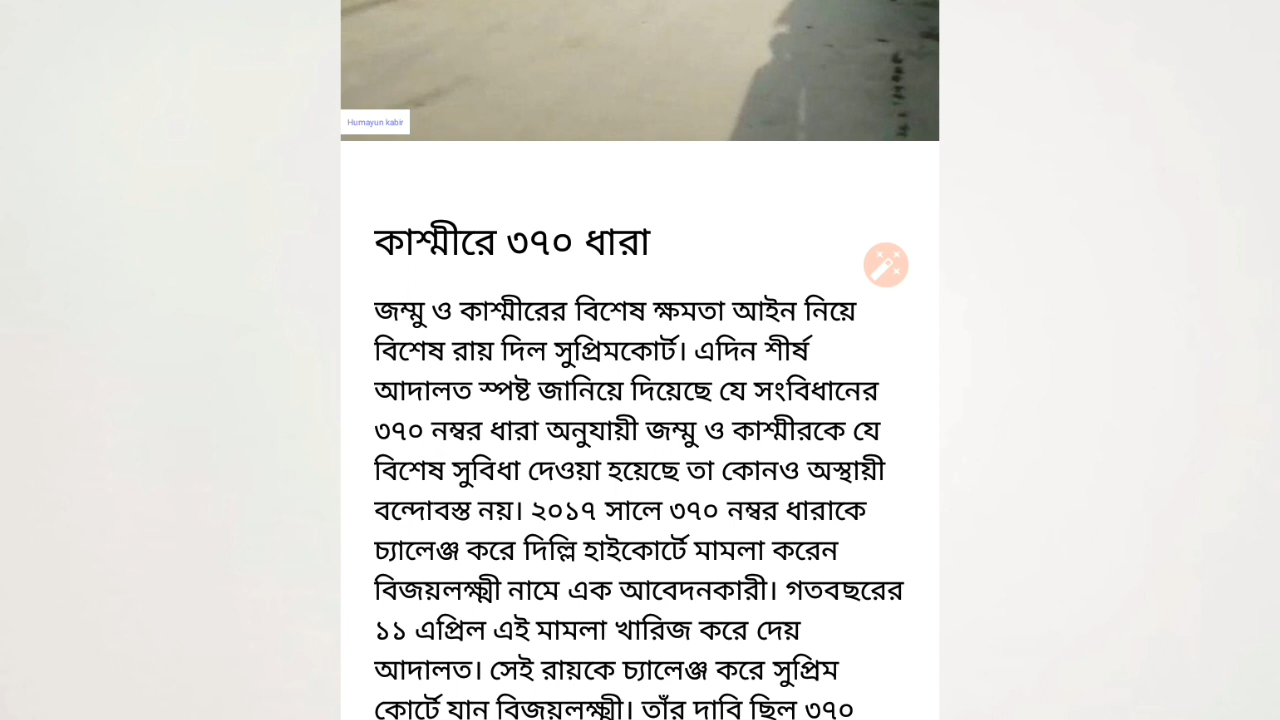 Humayun kabir
কাশ্মীরে ৩৭০ ধারা
জম্মু ও কাশ্মীরের বিশেষ ক্ষমতা আইন নিয়ে
বিশেষ রায় দিল সুপ্রিমকোর্ট। এদিন শীর্ষ
আদালত স্পষ্ট জানিয়ে দিয়েছে যে সংবিধানের
৩৭০ নম্বর ধারা অনুযায়ী জম্মু ও কাশ্মীরকে যে
বিশেষ সুবিধা দেওয়া হয়েছে তা কোনও অস্থায়ী
বন্দোবস্ত নয়। ২০১৭ সালে ৩৭০ নম্বর ধারাকে
চ্যালেঞ্জ করে দিল্লি হাইকোর্টে মামলা করেন
বিজয়লক্ষ্মী নামে এক আবেদনকারী। গতবছরের
১১ এপ্রিল এই মামলা খারিজ করে দেয়
আদালত। সেই রায়কে চ্যালেঞ্জ করে সুপ্রিম
কোর্টে যান বিজয়লক্ষ্মী। তাঁর দাবি ছিল ৩৭০